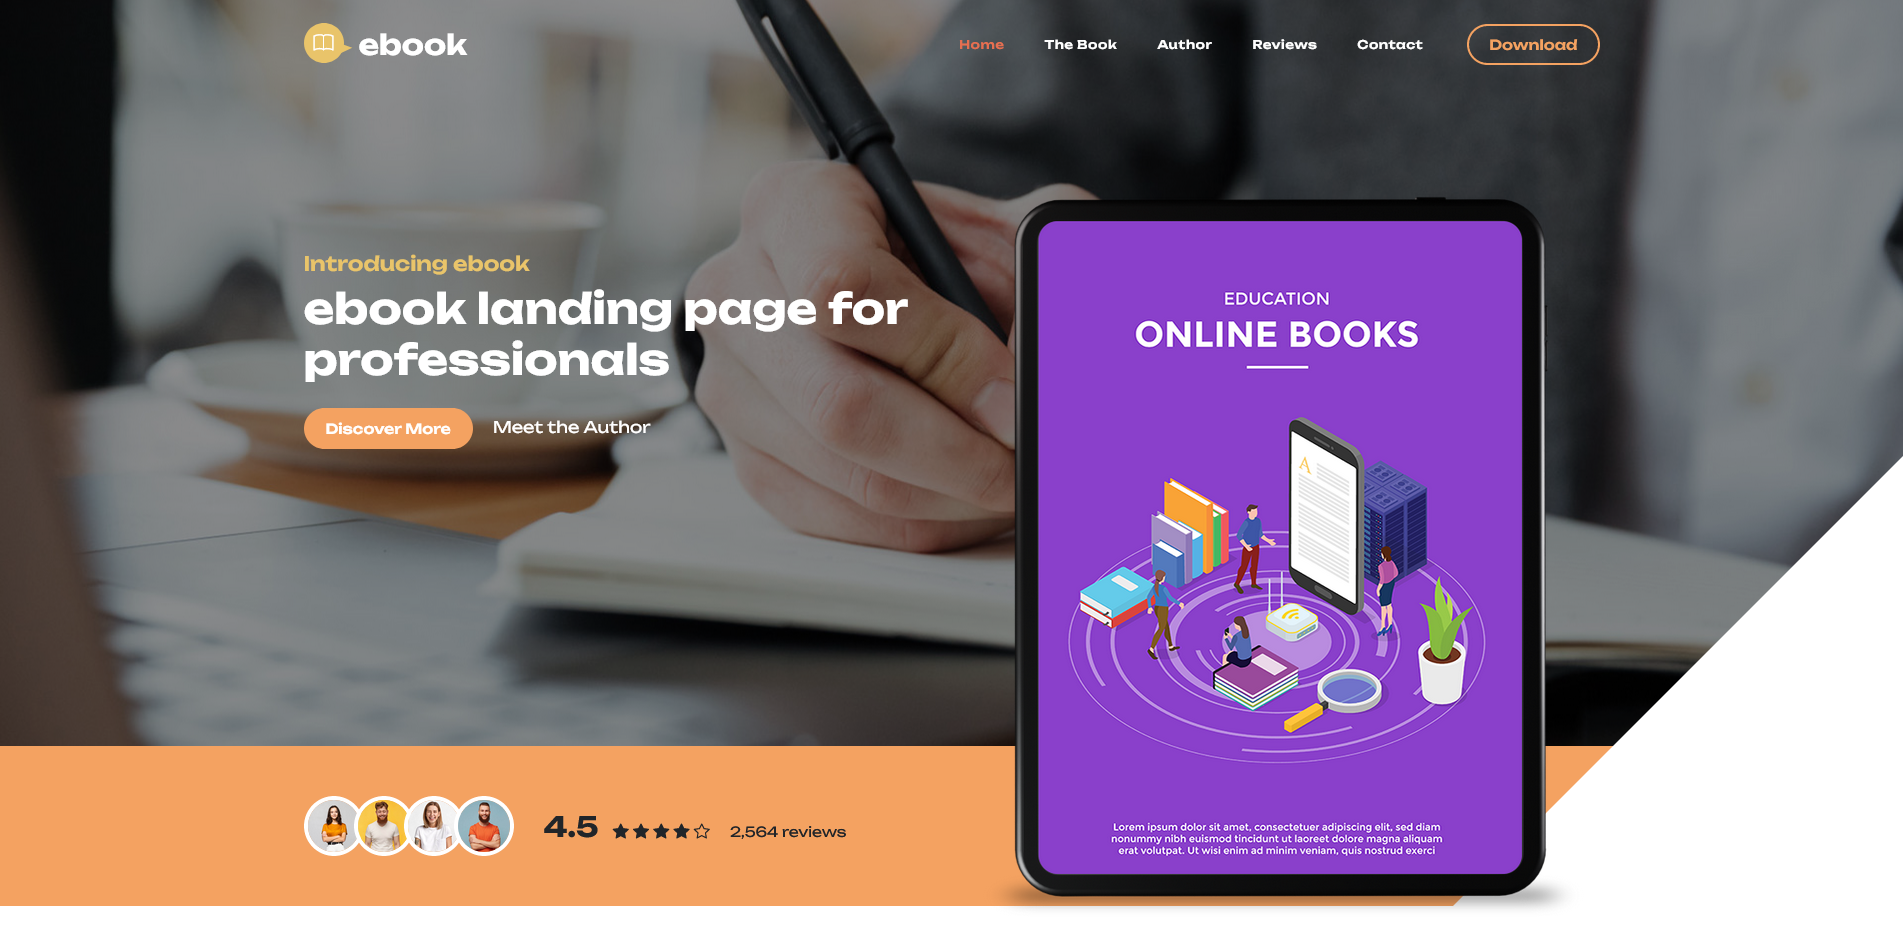 ebook
Home The Book Author Reviews Contact Download
Introducing ebook
ebook landing page for
professionals
Discover More Meet the Author
EDUCATION
ONLINE BOOKS
A
4.5 2,564 reviews
Lorem ipsum dolor sit amet, consectetuer adipiscing elit, sed diam
nonummy nibh euismod tincidunt ut laoreet dolore magna aliquam
erat volutpat. Ut wisi enim ad minim veniam, quis nostrud exerci